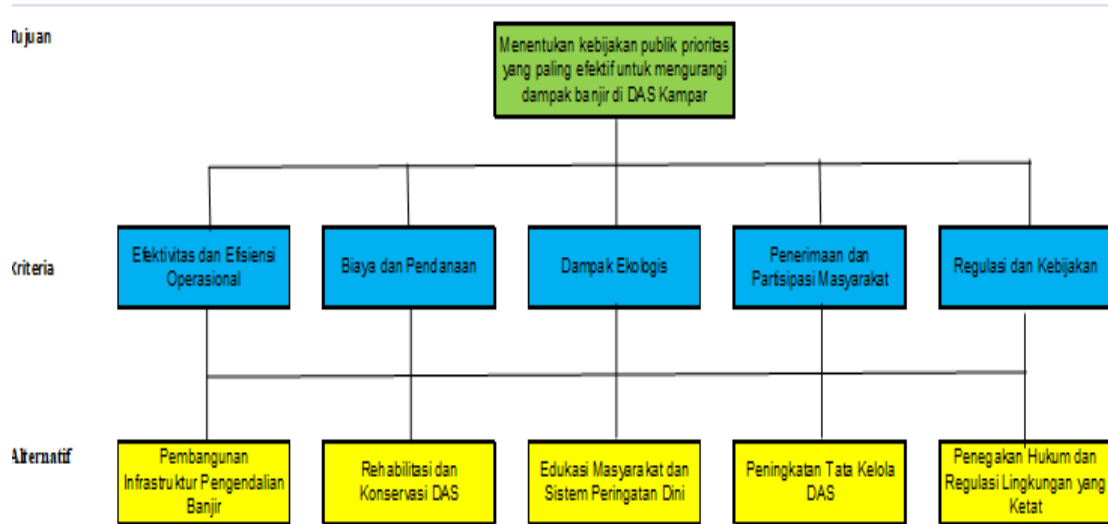 Tujuan
Menentukan kebijakan publik prioritas
yang paling efektif untuk mengurangi
dampak banjir di DAS Kampar
Kriteria
Efektivitas dan Efisiensi
Operasional
Biaya dan Pendanaan
Dampak Ekologis
Penerimaan dan
Partisipasi Masyarakat
Regulasi dan Kebijakan
Alternatif
Pembangunan
Infrastruktur Pengendalian
Banjir
Rehabilitasi dan
Konservasi DAS
Edukasi Masyarakat dan
Sistem Peringatan Dini
Peningkatan Tata Kelola
DAS
Penegakan Hukum dan
Regulasi Lingkungan yang
Ketat